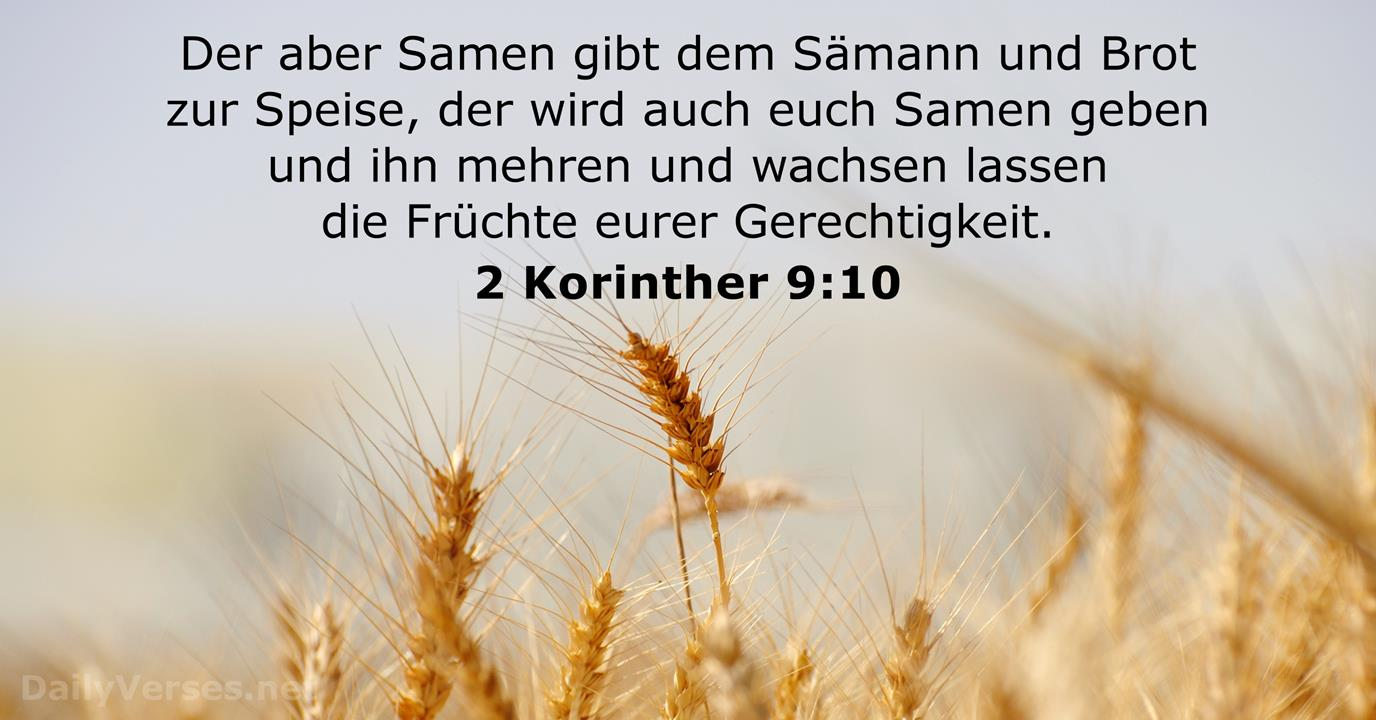 Der aber Samen gibt dem Sämann und Brot
zur Speise, der wird auch euch Samen geben
und ihn mehren und wachsen lassen
die Früchte eurer Gerechtigkeit.
2 Korinther 9:10
DailyVerses.net